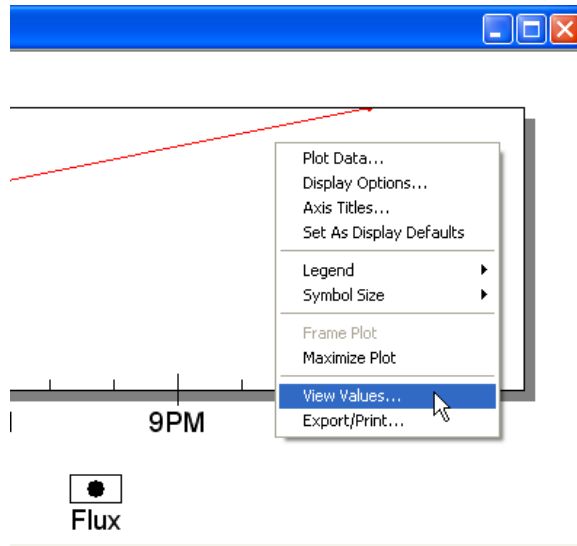 Plot Data...
Display Options...
Axis Titles...
Set As Display Defaults
Legend
Symbol Size
Frame Plot
Maximize Plot
View Values...
Export/Print...
9PM
Flux